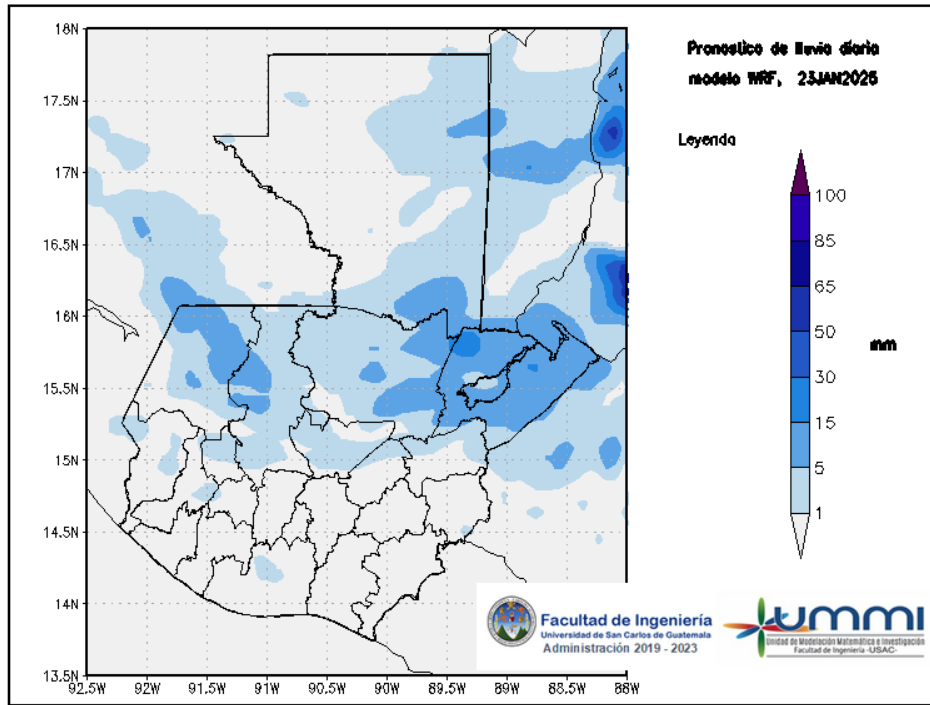 Pronostico de lluvia diaria
modelo WRF, 23JAN2026
Leyenda
100
85
65
50
30
15
5
1
mm
18N
17.5N
17N
16.5N
16N
15.5N
15N
14.5N
14N
13.5N
92.5W
92W
91.5W
91W
90.5W
90W
89.5W
89W
88.5W
88W
Facultad de Ingeniería
Universidad de San Carlos de Guatemala
Administración 2019 - 2023
UMMI
Unidad de Modelación Matemática e Investigación
Facultad de Ingeniería -USAC-